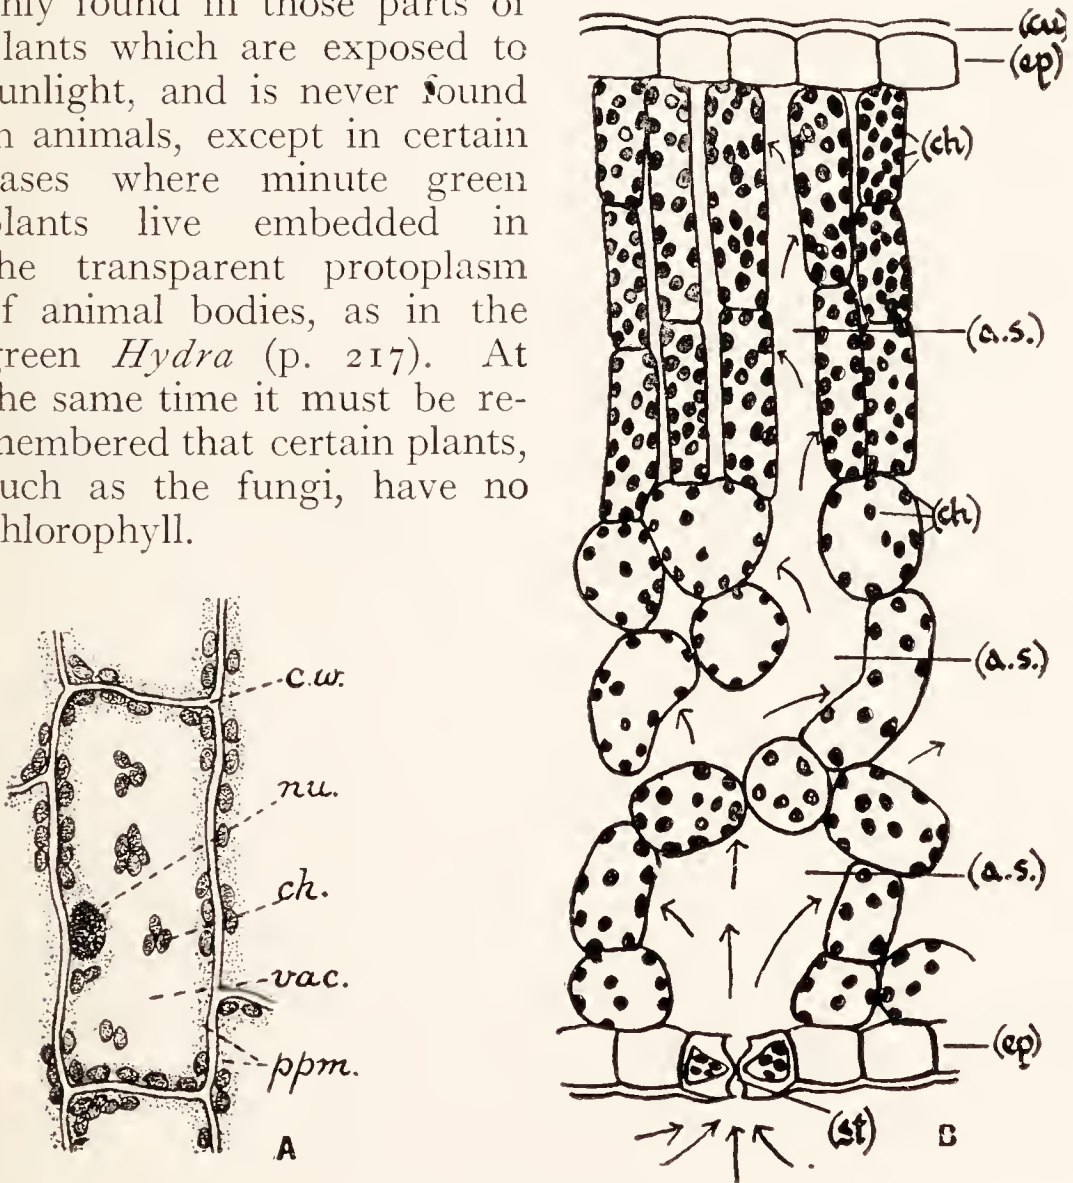 nly found in those parts of
lants which are exposed to
unlight, and is never found
n animals, except in certain
ases where minute green
lants live embedded in
he transparent protoplasm
f animal bodies, as in the
reen Hydra (p. 217). At
he same time it must be re-
membered that certain plants,
uch as the fungi, have no
hlorophyll.
c.w.
nu.
ch.
vac.
ppm.
A
(cu)
(ep)
(ch)
(a.s.)
(ch)
(a.s.)
(a.s.)
(ep)
(st)
B